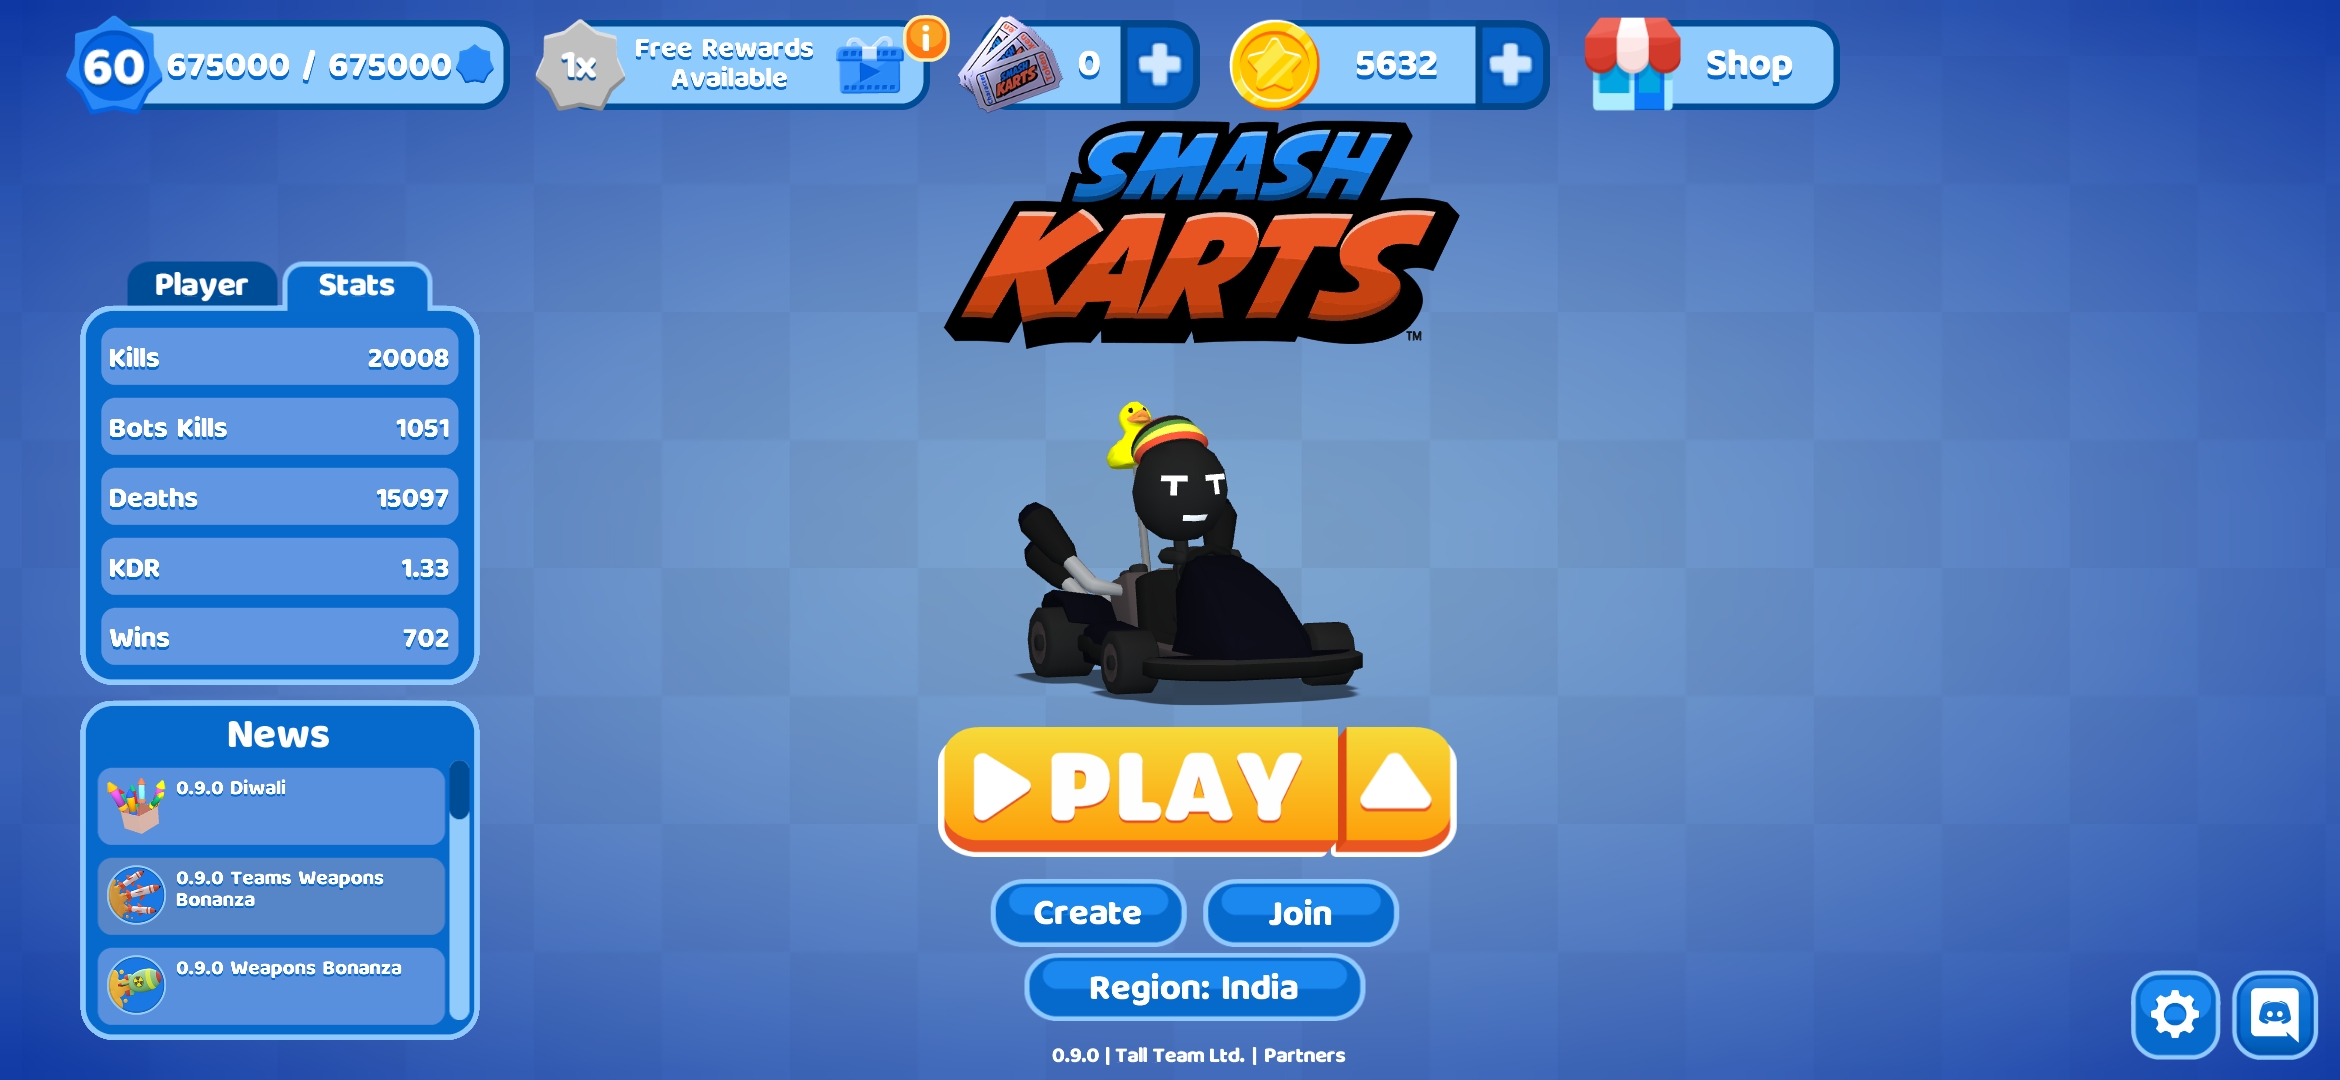 60
675000 / 675000
1x
Free Rewards
Available
i
0
5632
Shop
SMASH
KARTS
TM
Player
Stats
Kills 20008
Bots Kills 1051
Deaths 15097
KDR 1.33
Wins 702
News
0.9.0 Diwali
0.9.0 Teams Weapons
Bonanza
0.9.0 Weapons Bonanza
PLAY
Create
Join
Region: India
0.9.0 | Tall Team Ltd. | Partners